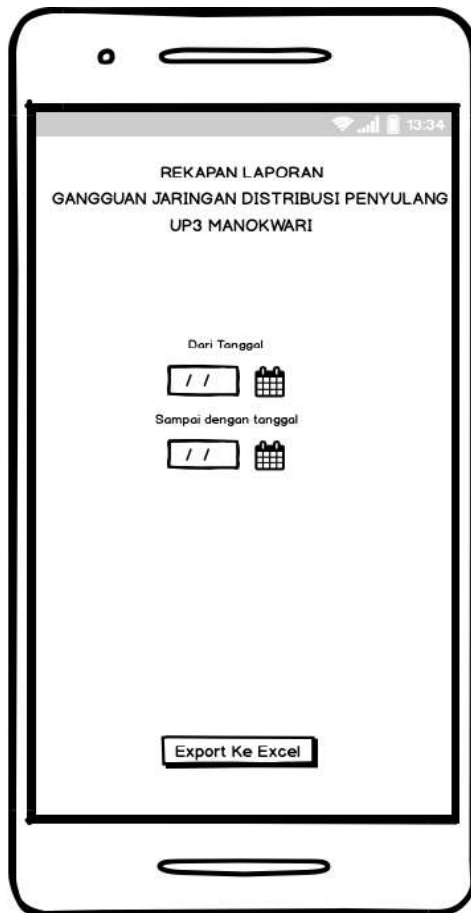 13:34
REKAPAN LAPORAN
GANGGUAN JARINGAN DISTRIBUSI PENYULANG
UP3 MANOKWARI
Dari Tanggal
/ /
Sampai dengan tanggal
/ /
Export Ke Excel